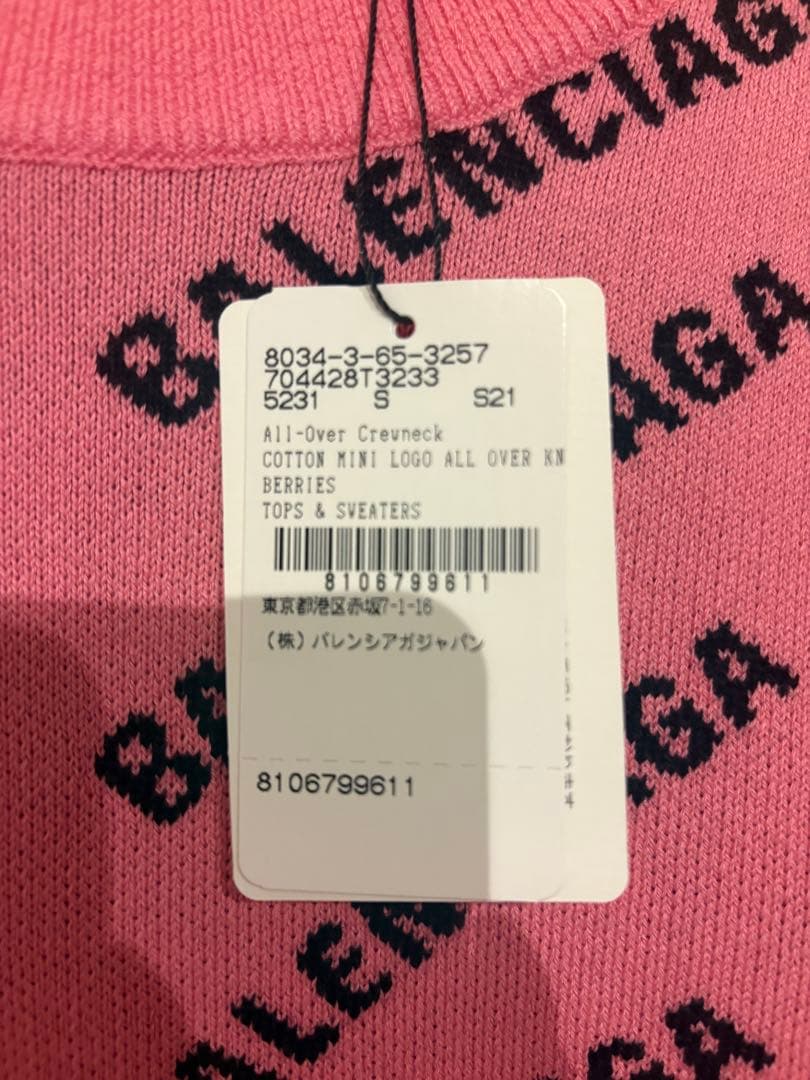 BALENCIAG
BALENCIAGA
8034-3-65-3257
704428T3233
5231 S S21
All-Over Crewneck
COTTON MINI LOGO ALL OVER KN
BERRIES
TOPS & SWEATERS
8106799611
東京都港区赤坂7-1-16
(株)バレンシアガジャパン
8106799611